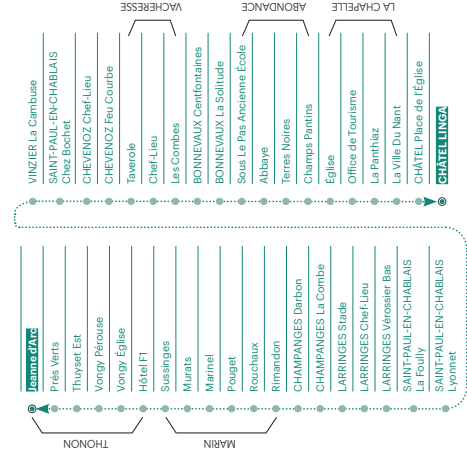 VACHERESSE
ABONDANCE
LA CHAPELLE
VINZIER La Cambuse
SAINT-PAUL-EN-CHABLAIS
Chez Bochet
CHEVENOZ Chef-Lieu
CHEVENOZ Feu Courbe
Taverole
Chef-Lieu
Les Combes
BONNEVAUX Centfontaines
BONNEVAUX La Solitude
Sous Le Pas Ancienne École
Abbaye
Terres Noires
Champs Pantins
Église
Office de Tourisme
La Panthiaz
La Ville Du Nant
CHÂTEL Place de l'Église
CHÂTEL LINGA
Jeanne d'Arc
Prés Verts
Thuyset Est
Vongy Pérouse
Vongy Église
Hôtel F1
Sussinges
Murats
Marinel
Pouget
Rouchaux
Rimandon
CHAMPANGES Darbon
CHAMPANGES La Combe
LARRINGES Stade
LARRINGES Chef-Lieu
LARRINGES Vérossier Bas
SAINT-PAUL-EN-CHABLAIS
La Foully
SAINT-PAUL-EN-CHABLAIS
Lyonnet
THONON
MARIN